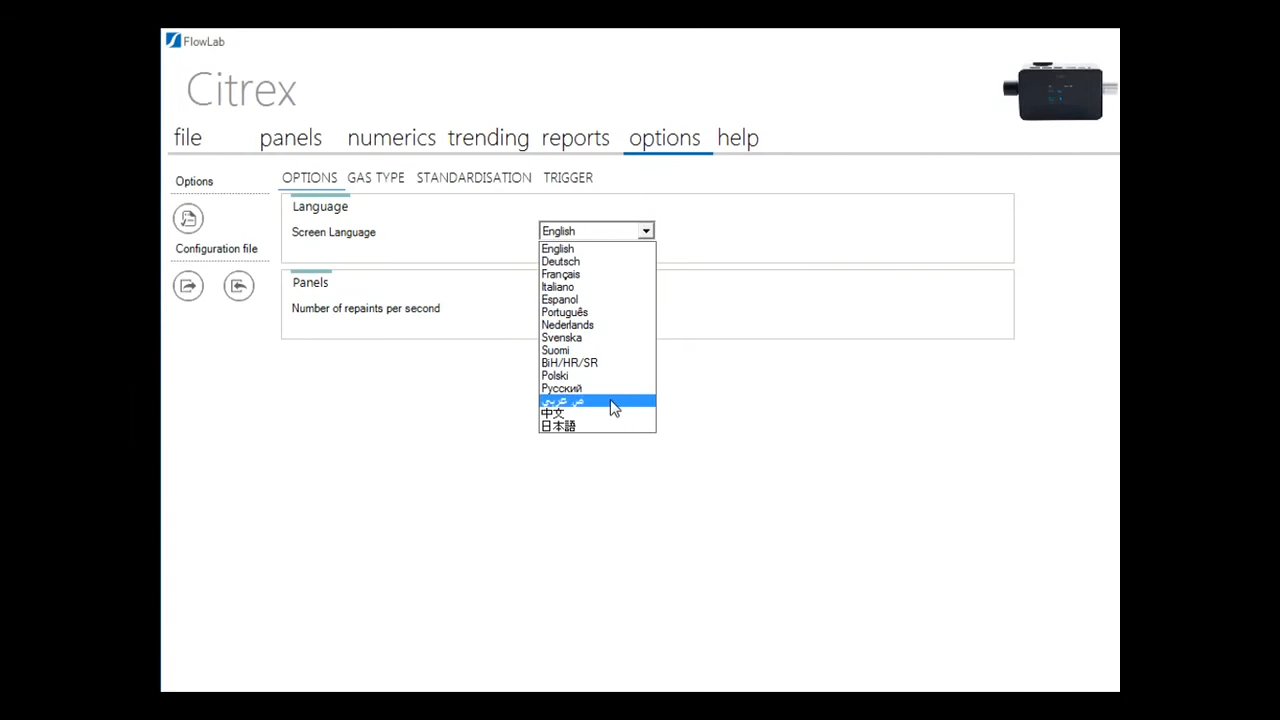 FlowLab
Citrex
file panels numerics trending reports options help
Options
OPTIONS GAS TYPE STANDARDISATION TRIGGER
Language
Screen Language English
Configuration file
English
Deutsch
Français
Italiano
Espanol
Português
Nederlands
Svenska
Suomi
BiH/HR/SR
Polski
Русский
ص عربي
中文
日本語
Panels
Number of repaints per second